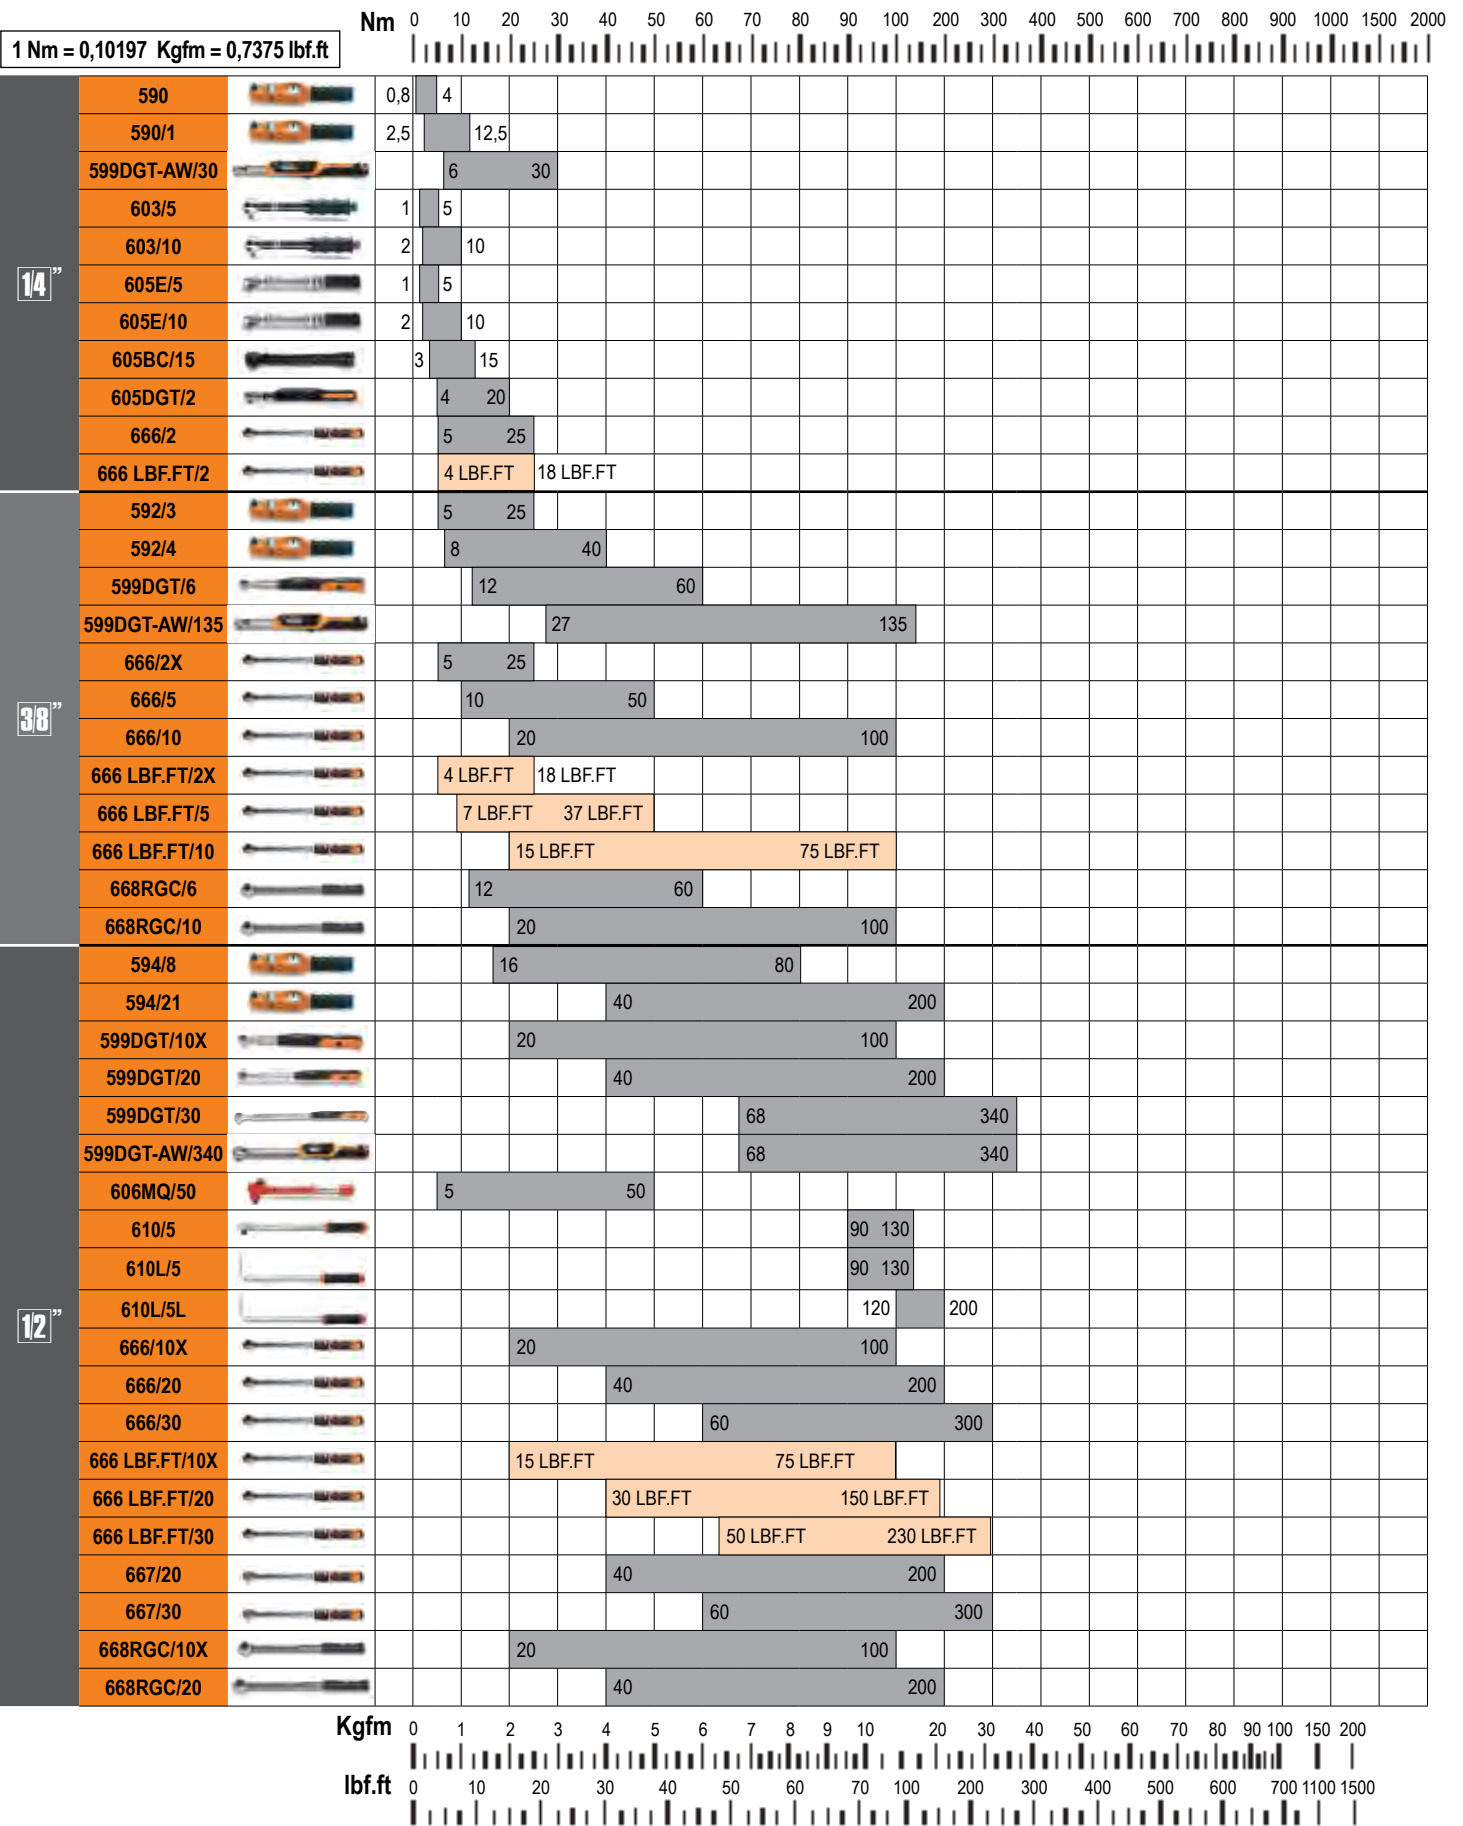 Nm 0 10 20 30 40 50 60 70 80 90 100 200 300 400 500 600 700 800 900 1000 1500 2000
1 Nm = 0,10197 Kgfm = 0,7375 lbf.ft
1/4”
590 0,8 4
590/1 2,5 12,5
599DGT-AW/30 6 30
603/5 1 5
603/10 2 10
605E/5 1 5
605E/10 2 10
605BC/15 3 15
605DGT/2 4 20
666/2 5 25
666 LBF.FT/2 4 LBF.FT 18 LBF.FT
3/8”
592/3 5 25
592/4 8 40
599DGT/6 12 60
599DGT-AW/135 27 135
666/2X 5 25
666/5 10 50
666/10 20 100
666 LBF.FT/2X 4 LBF.FT 18 LBF.FT
666 LBF.FT/5 7 LBF.FT 37 LBF.FT
666 LBF.FT/10 15 LBF.FT 75 LBF.FT
668RGC/6 12 60
668RGC/10 20 100
1/2”
594/8 16 80
594/21 40 200
599DGT/10X 20 100
599DGT/20 40 200
599DGT/30 68 340
599DGT-AW/340 68 340
606MQ/50 5 50
610/5 90 130
610L/5 90 130
610L/5L 120 200
666/10X 20 100
666/20 40 200
666/30 60 300
666 LBF.FT/10X 15 LBF.FT 75 LBF.FT
666 LBF.FT/20 30 LBF.FT 150 LBF.FT
666 LBF.FT/30 50 LBF.FT 230 LBF.FT
667/20 40 200
667/30 60 300
668RGC/10X 20 100
668RGC/20 40 200
Kgfm 0 1 2 3 4 5 6 7 8 9 10 20 30 40 50 60 70 80 90 100 150 200
lbf.ft 0 10 20 30 40 50 60 70 100 200 300 400 500 600 700 1100 1500